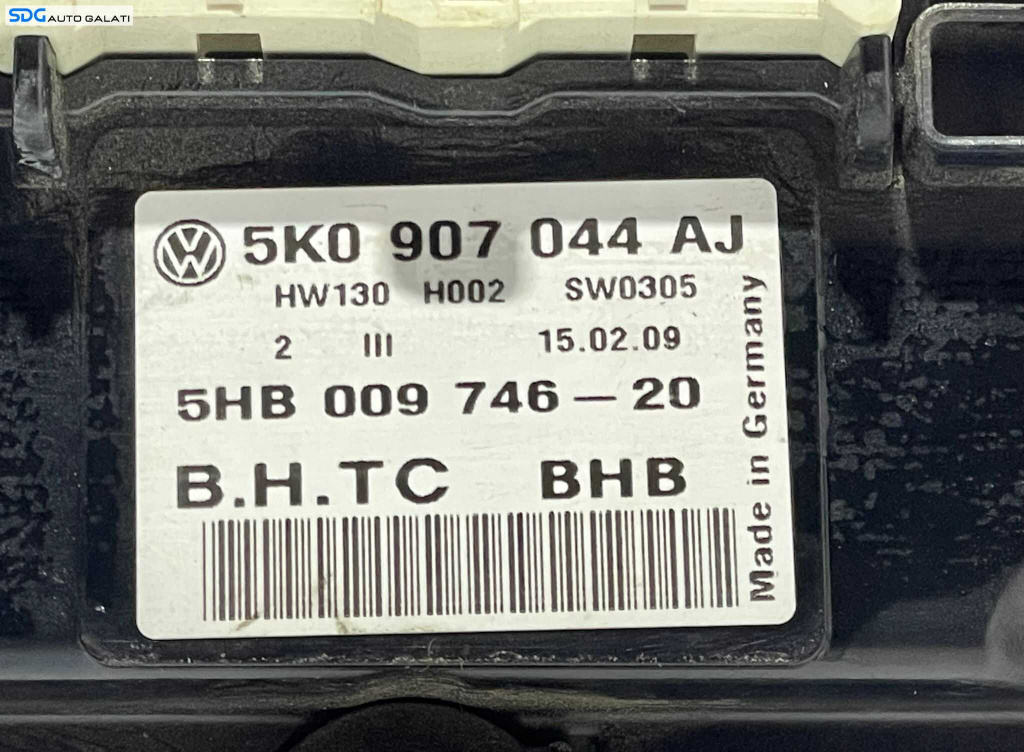 SDG AUTO GALATI
5K0 907 044 AJ
HW130 H002 SW0305
2 III 15.02.09
5HB 009 746-20
B.H.TC BHB
Made in Germany